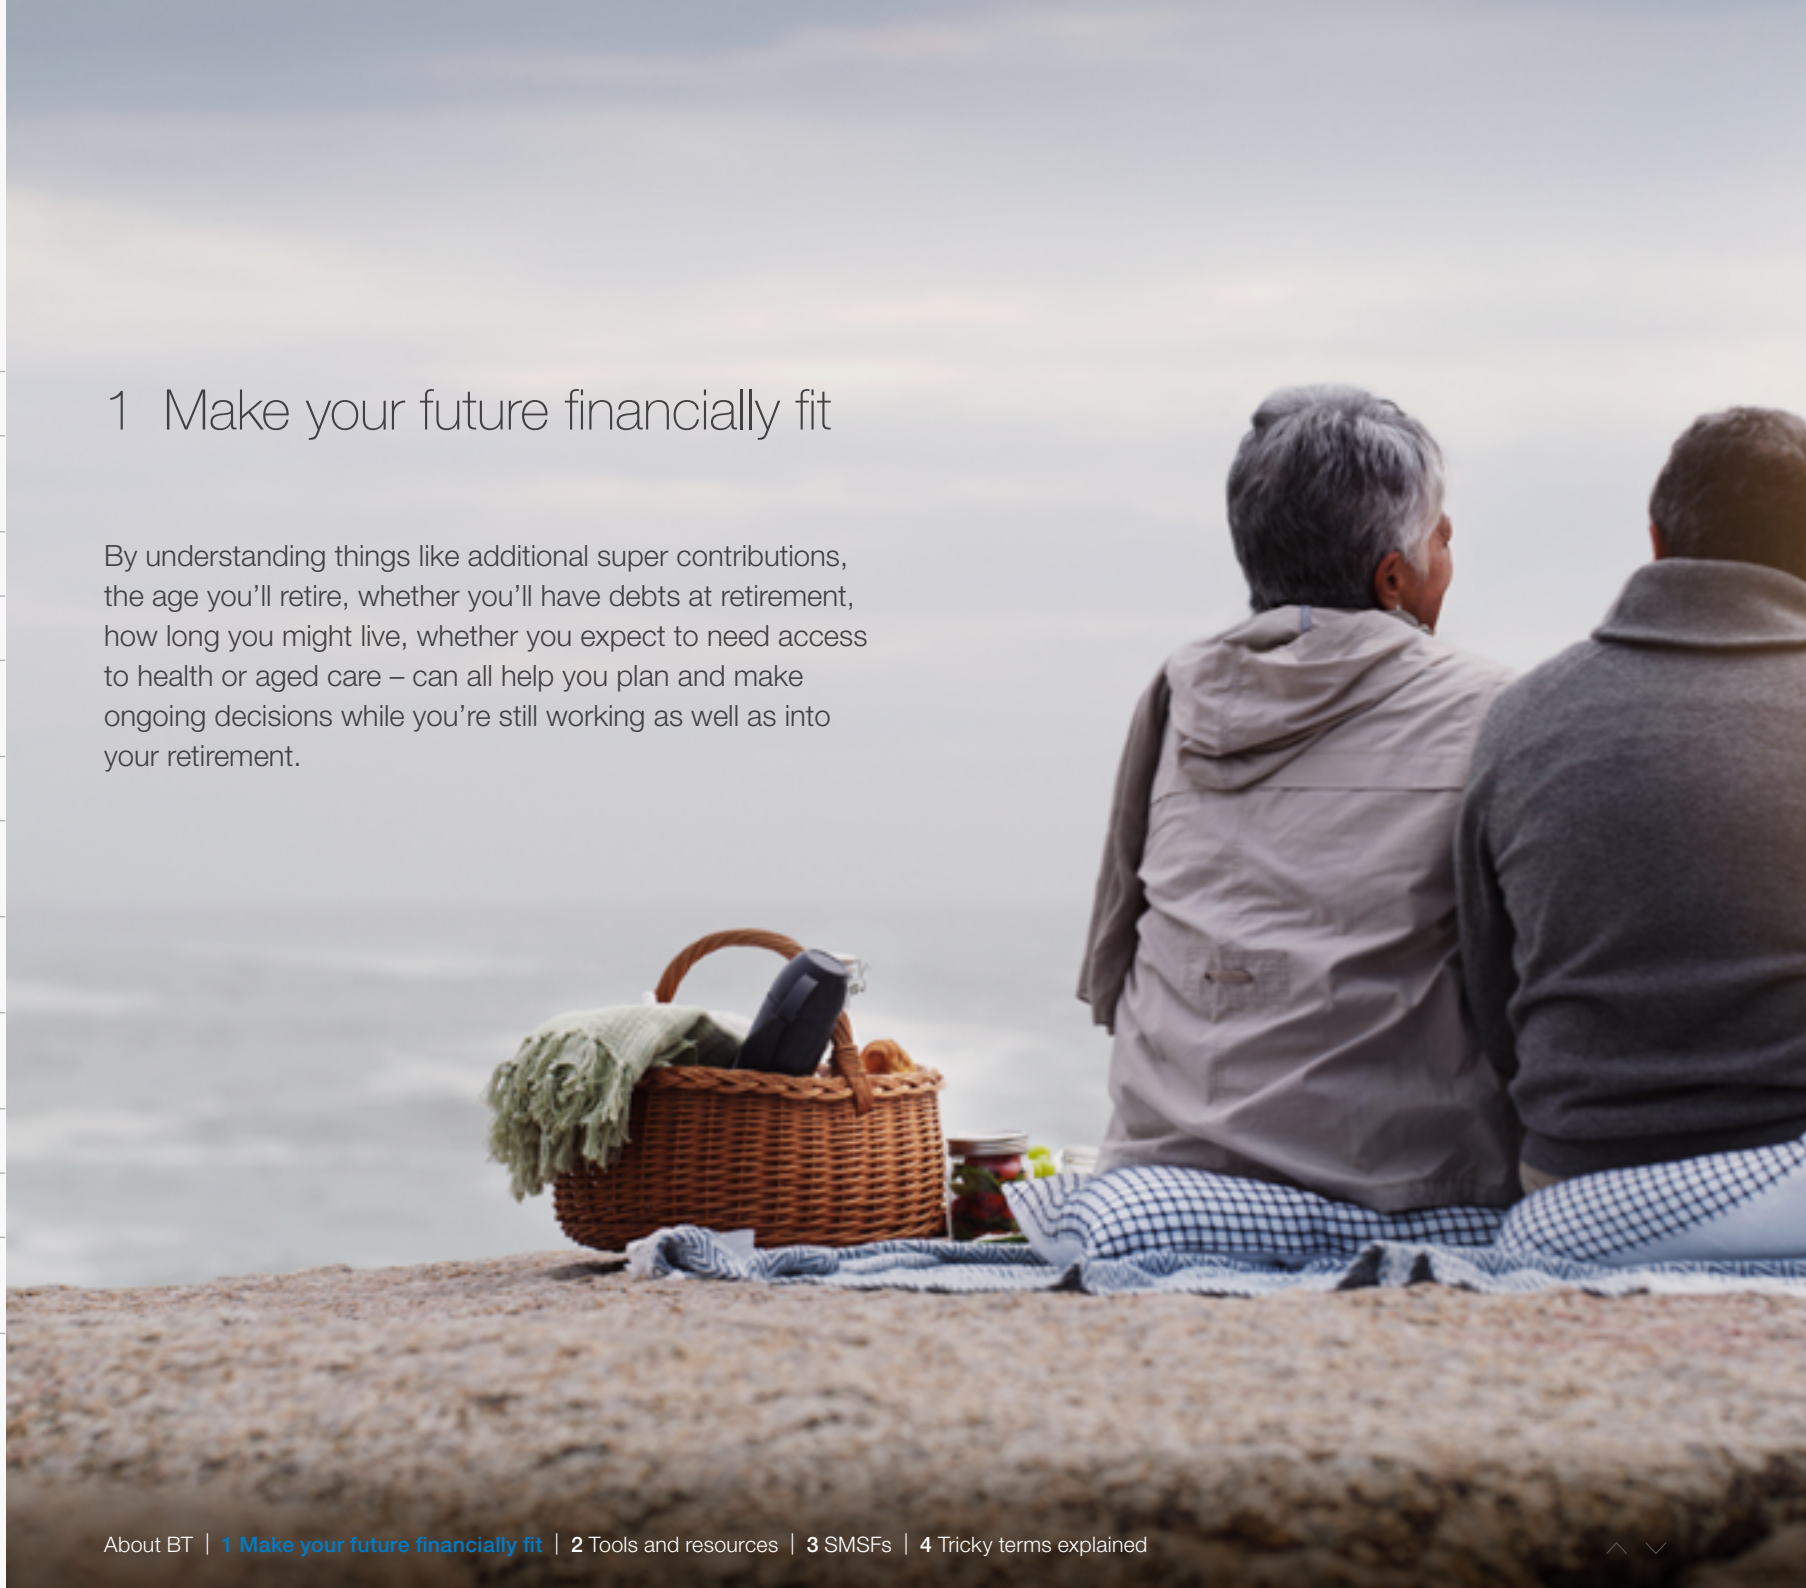 1 Make your future financially fit
By understanding things like additional super contributions,
the age you’ll retire, whether you’ll have debts at retirement,
how long you might live, whether you expect to need access
to health or aged care – can all help you plan and make
ongoing decisions while you’re still working as well as into
your retirement.
About BT | 1 Make your future financially fit | 2 Tools and resources | 3 SMSFs | 4 Tricky terms explained